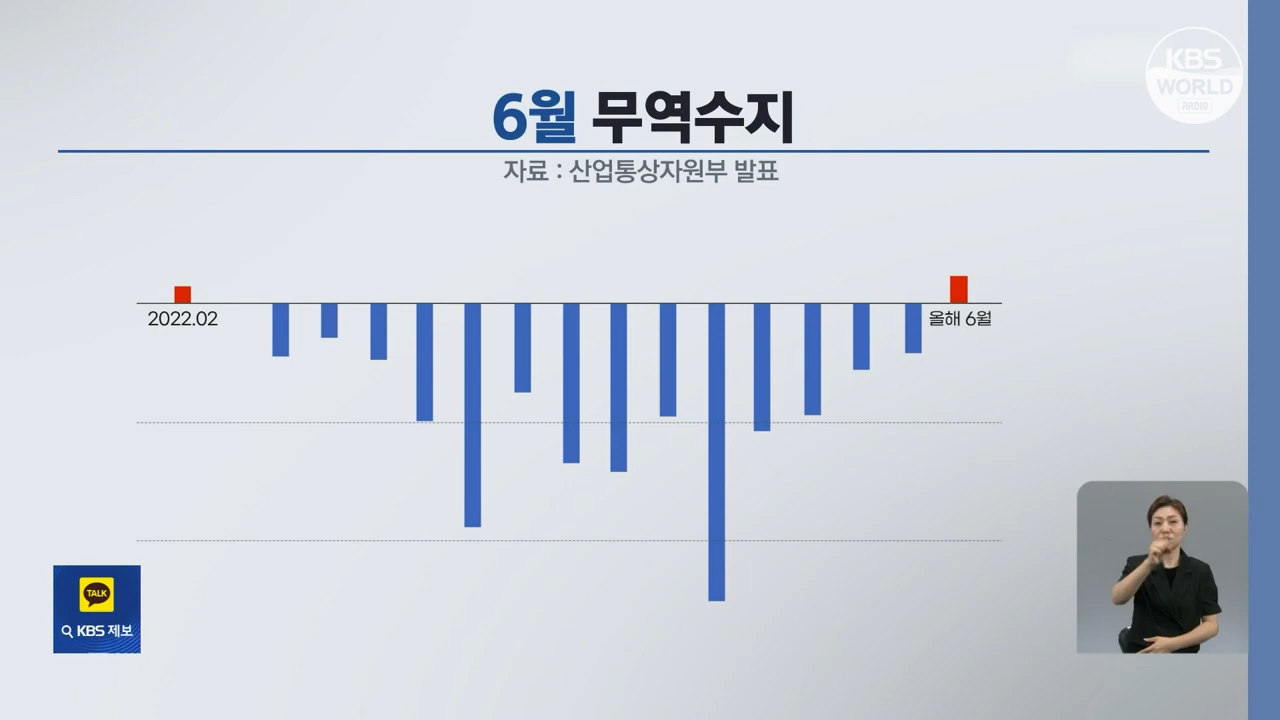 KBS
WORLD
RADIO
6월 무역수지
자료 : 산업통상자원부 발표
2022.02
올해 6월
TALK
KBS 제보